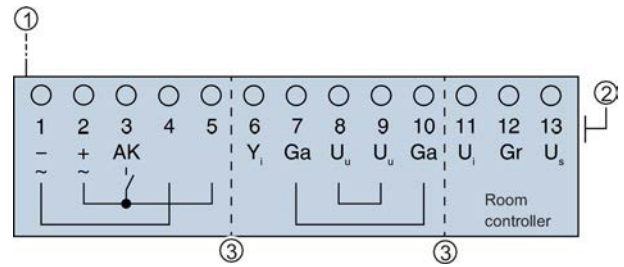 ①
②
1 2 3 4 5 6 7 8 9 10 11 12 13
− + AK Yi Ga Uu Uu Ga Ui Gr Us
~ ~
Room
controller
③ ③